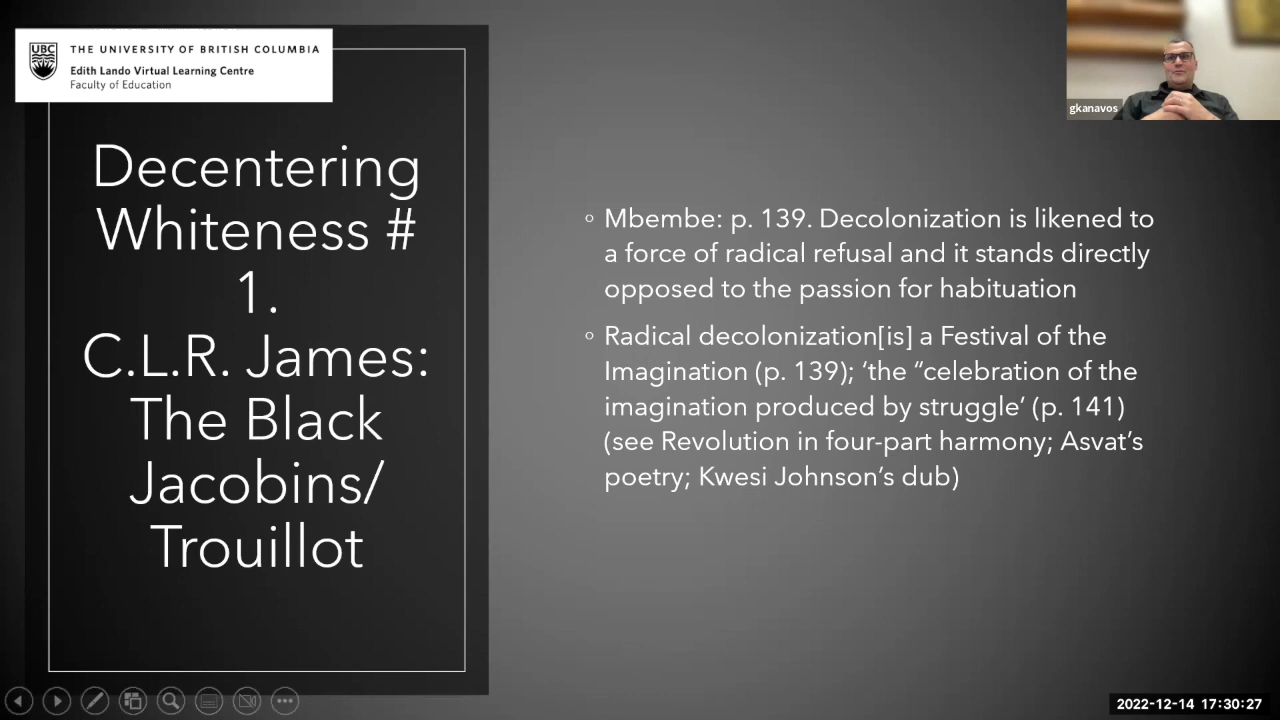 UBC
THE UNIVERSITY OF BRITISH COLUMBIA
Edith Lando Virtual Learning Centre
Faculty of Education
Decentering
Whiteness #
1.
C.L.R. James:
The Black
Jacobins/
Trouillot
Mbembe: p. 139. Decolonization is likened to
a force of radical refusal and it stands directly
opposed to the passion for habituation
Radical decolonization[is] a Festival of the
Imagination (p. 139); ‘the “celebration of the
imagination produced by struggle’ (p. 141)
(see Revolution in four-part harmony; Asvat’s
poetry; Kwesi Johnson’s dub)
gkanavos
2022-12-14 17:30:27